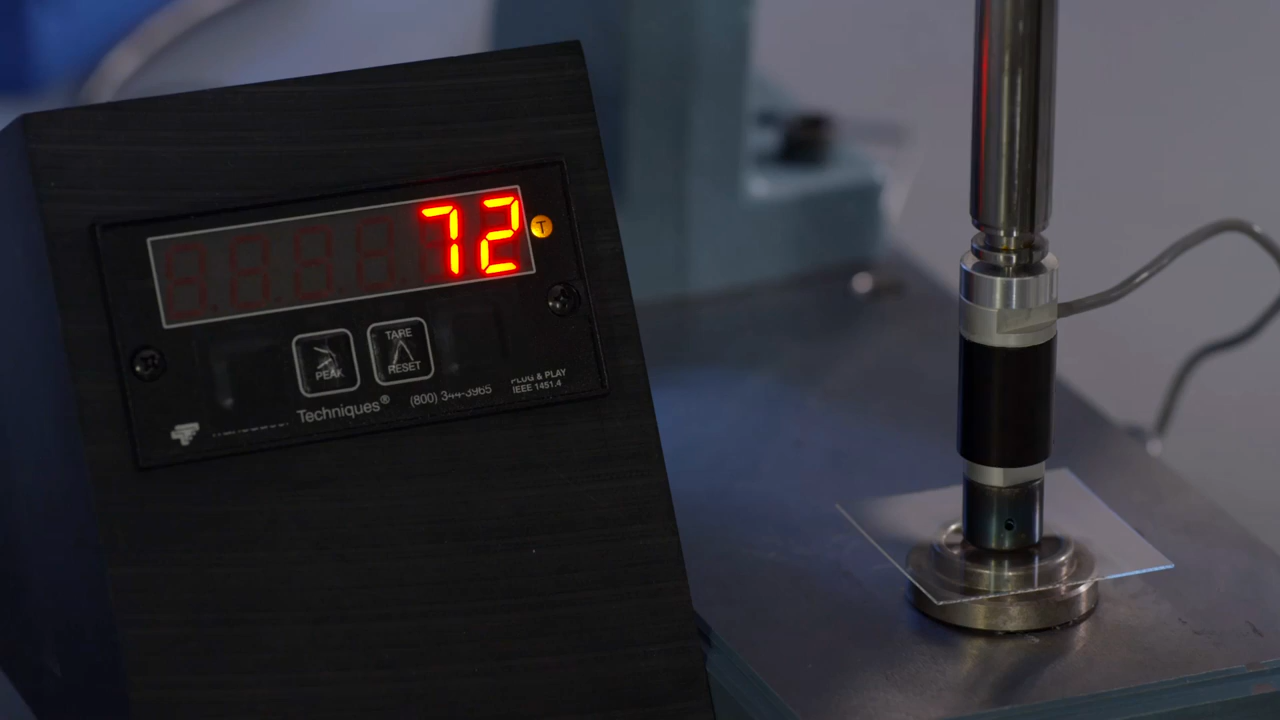 72
T
PEAK
TARE
RESET
Techniques® (800) 344-3965
PLUG & PLAY
IEEE 1451.4